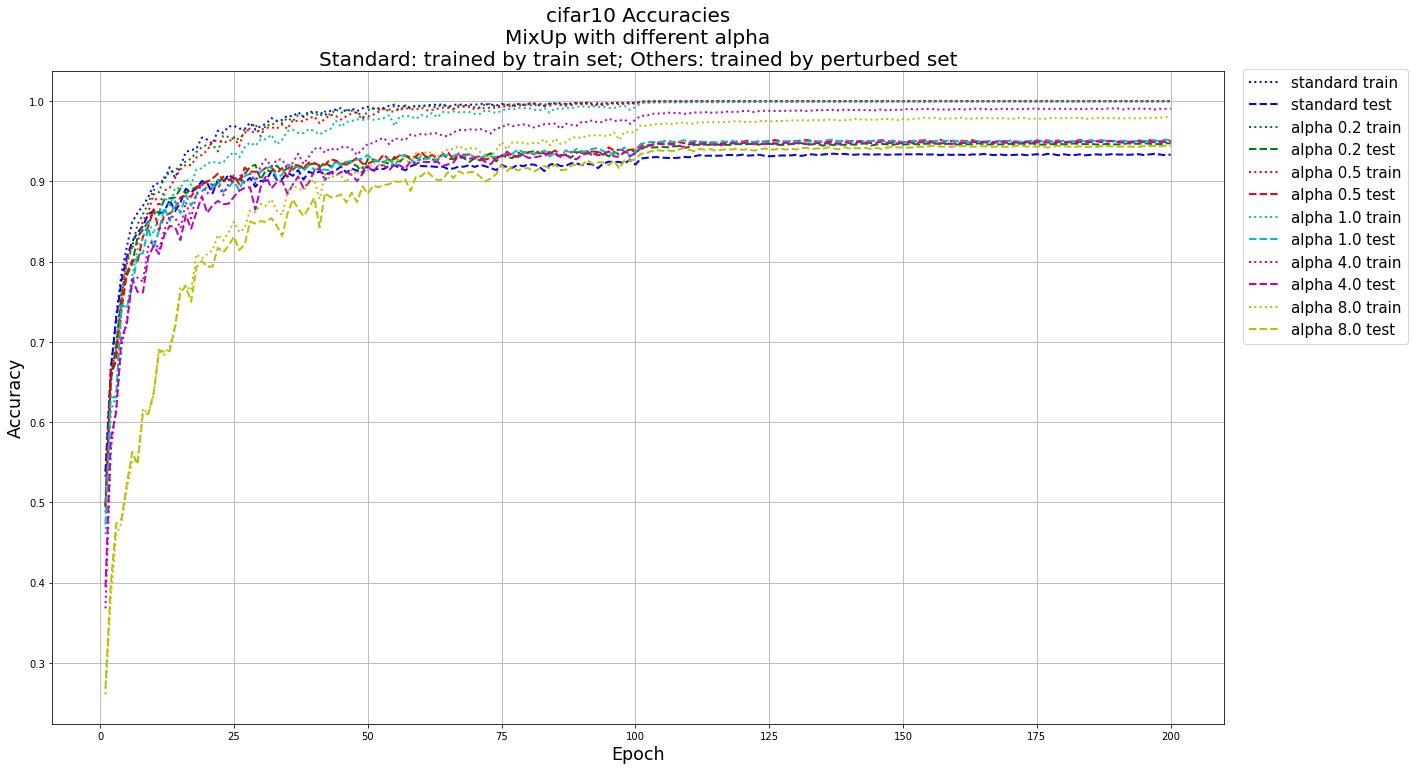 cifar10 Accuracies
MixUp with different alpha
Standard: trained by train set; Others: trained by perturbed set
1.0
0.9
0.8
0.7
0.6
0.5
0.4
0.3
Accuracy
0
25
50
75
100
125
150
175
200
Epoch
standard train
standard test
alpha 0.2 train
alpha 0.2 test
alpha 0.5 train
alpha 0.5 test
alpha 1.0 train
alpha 1.0 test
alpha 4.0 train
alpha 4.0 test
alpha 8.0 train
alpha 8.0 test